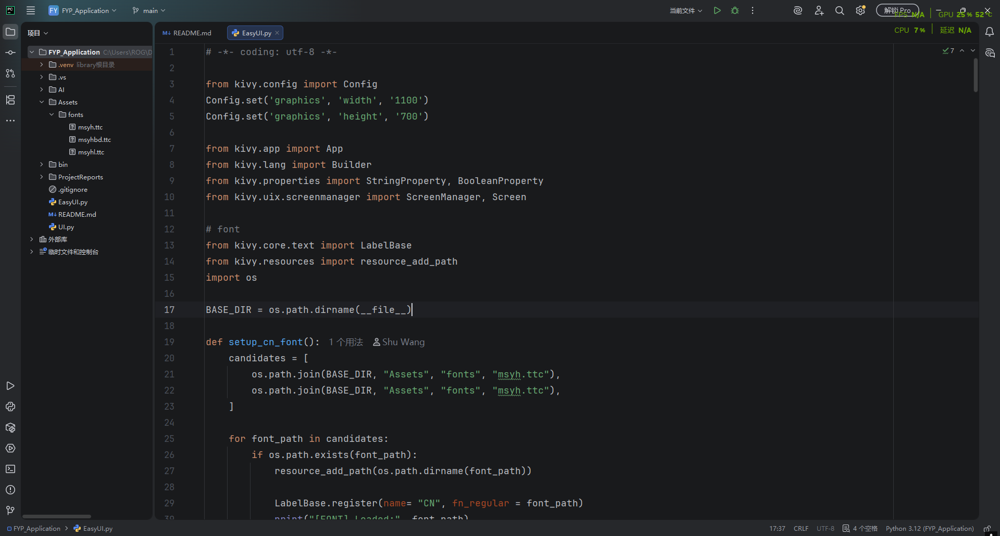 PC FY FYP_Application main 当前文件 解锁 Pro
FPS N/A GPU 25 % 52 °C
CPU 7 % 延迟 N/A
项目
FYP_Application C:\Users\ROG\D
.venv library根目录
.vs
AI
Assets
fonts
msyh.ttc
msyhbd.ttc
msyhl.ttc
bin
ProjectReports
.gitignore
EasyUI.py
README.md
UI.py
外部库
临时文件和控制台
README.md EasyUI.py
7
1 # -*- coding: utf-8 -*-
2
3 from kivy.config import Config
4 Config.set('graphics', 'width', '1100')
5 Config.set('graphics', 'height', '700')
6
7 from kivy.app import App
8 from kivy.lang import Builder
9 from kivy.properties import StringProperty, BooleanProperty
10 from kivy.uix.screenmanager import ScreenManager, Screen
11
12 # font
13 from kivy.core.text import LabelBase
14 from kivy.resources import resource_add_path
15 import os
16
17 BASE_DIR = os.path.dirname(__file__)
18
19 def setup_cn_font(): 1 个用法 Shu Wang
20 candidates = [
21 os.path.join(BASE_DIR, "Assets", "fonts", "msyh.ttc"),
22 os.path.join(BASE_DIR, "Assets", "fonts", "msyh.ttc"),
23 ]
24
25 for font_path in candidates:
26 if os.path.exists(font_path):
27 resource_add_path(os.path.dirname(font_path))
28
29 LabelBase.register(name= "CN", fn_regular = font_path)
30 print("[FONT] Loaded:", font_path)
FYP_Application EasyUI.py 17:37 CRLF UTF-8 4 个空格 Python 3.12 (FYP_Application)